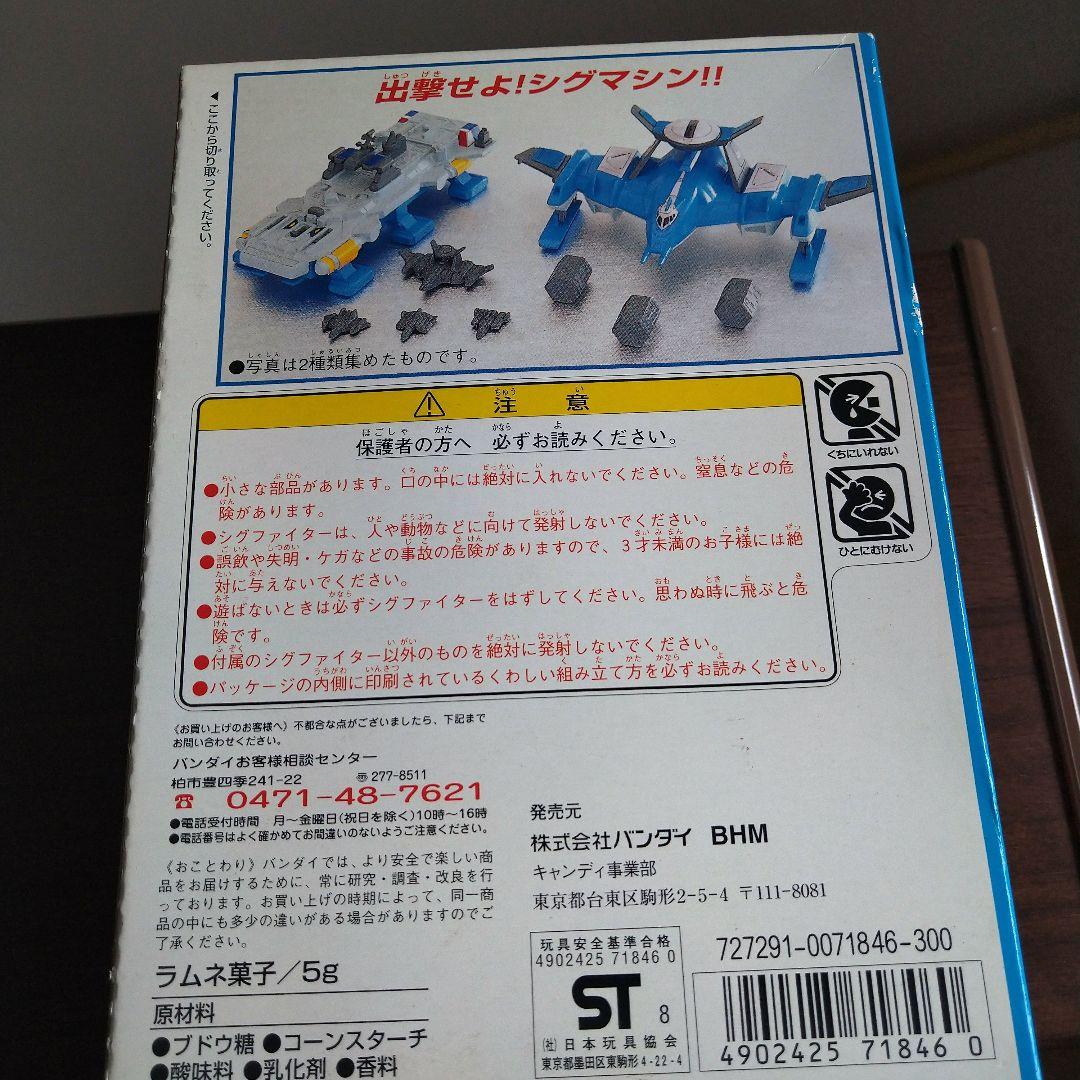 出撃せよ!シグマシン!!
◀ここから切り取ってください。
●写真は2種類集めたものです。
⚠ 注意
保護者の方へ 必ずお読みください。
●小さな部品があります。口の中には絶対に入れないでください。窒息などの危
険があります。
●シグファイターは、人や動物などに向けて発射しないでください。
●誤飲や失明・ケガなどの事故の危険がありますので、3才未満のお子様には絶
対に与えないでください。
●遊ばないときは必ずシグファイターをはずしてください。思わぬ時に飛ぶと危
険です。
●付属のシグファイター以外のものを絶対に発射しないでください。
●パッケージの内側に印刷されているくわしい組み立て方を必ずお読みください。
くちにいれない
ひとにむけない
《お買い上げのお客様へ》不都合な点がございましたら、下記まで
お問い合わせください。
バンダイお客様相談センター
柏市豊四季241-22 〠277-8511
☎ 0471-48-7621
●電話受付時間 月〜金曜日(祝日を除く)10時〜16時
●電話番号はよく確かめてお間違いのないようご注意ください。
《おことわり》バンダイでは、より安全で楽しい商
品をお届けするために、常に研究・調査・改良を行
っております。お買い上げの時期によって、同一商
品の中にも多少の違いがある場合がありますのでご
了承ください。
ラムネ菓子/5g
原材料
●ブドウ糖 ●コーンスターチ
●酸味料 ●乳化剤 ●香料
発売元
株式会社バンダイ BHM
キャンディ事業部
東京都台東区駒形2-5-4 〒111-8081
玩具安全基準合格
4902425 71846 0
ST 8
(社)日本玩具協会
東京都墨田区東駒形4-22-4
727291-0071846-300
4902425 718460